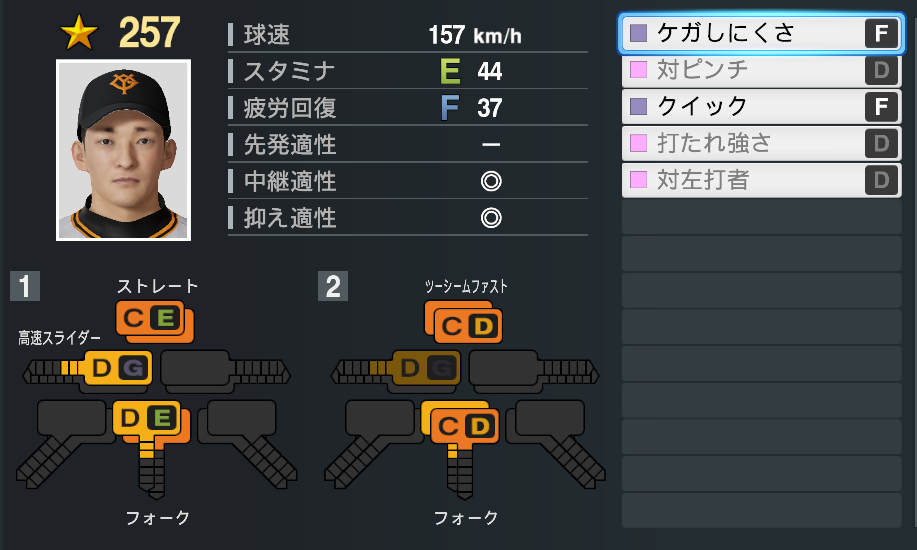 257
球速 157 km/h
スタミナ E 44
疲労回復 F 37
先発適性 ー
中継適性 ◎
抑え適性 ◎
ケガしにくさ F
対ピンチ D
クイック F
打たれ強さ D
対左打者 D
1
ストレート
C E
高速スライダー
D G
D E
フォーク
2
ツーシームファスト
C D
D G
C D
フォーク